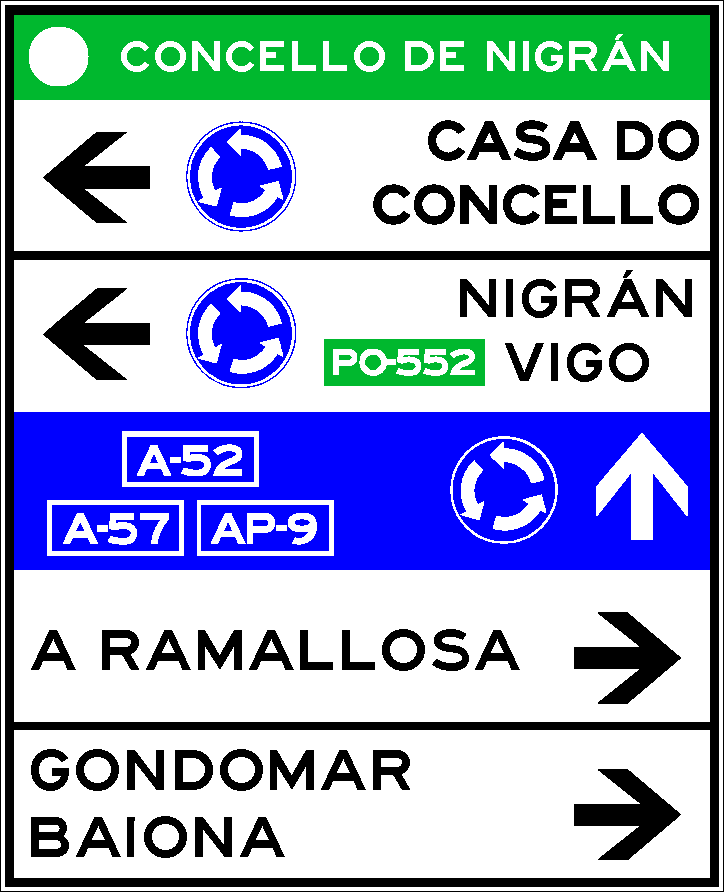 CONCELLO DE NIGRÁN
CASA DO
CONCELLO
NIGRÁN
PO-552 VIGO
A-52
A-57 AP-9
A RAMALLOSA
GONDOMAR
BAIONA